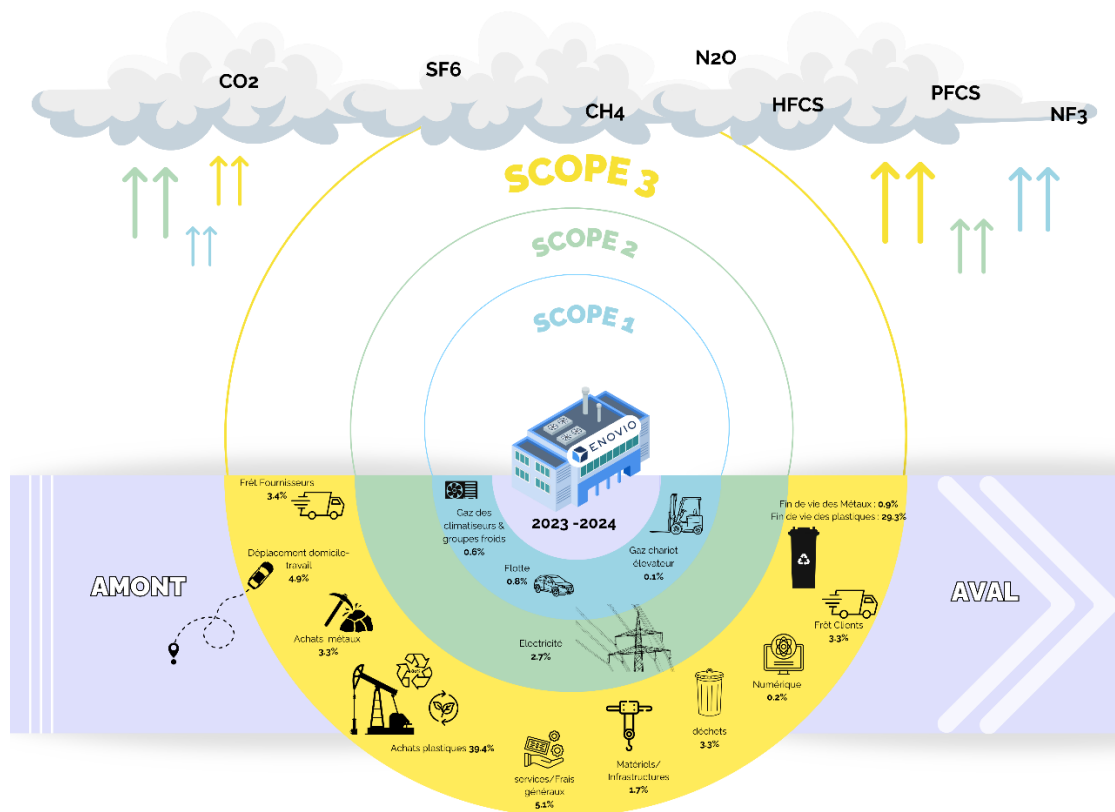 CO2
SF6
N2O
CH4
HFCS
PFCS
NF3
SCOPE 3
SCOPE 2
SCOPE 1
ENOVIO
2023 -2024
AMONT
AVAL
Frêt Fournisseurs
3.4%
Déplacement domicile-
travail
4.9%
Achats métaux
3.3%
Achats plastiques 39.4%
services/Frais
généraux
5.1%
Matériels/
Infrastructures
1.7%
déchets
3.3%
Numérique
0.2%
Frêt Clients
3.3%
Fin de vie des Métaux : 0.9%
Fin de vie des plastiques : 29.3%
Gaz des
climatiseurs &
groupes froids
0.6%
Flotte
0.8%
Gaz chariot
élevateur
0.1%
Electricité
2.7%